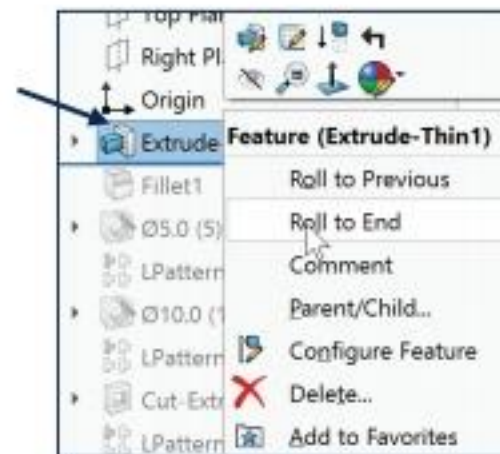 Top Plan
Right Pl
Origin
Extrude
Feature (Extrude-Thin1)
Fillet1
Roll to Previous
Ø5.0 (5)
Roll to End
LPattern
Comment
Ø10.0 (1
Parent/Child...
LPattern
Configure Feature
Cut-Extr
Delete...
LPattern
Add to Favorites